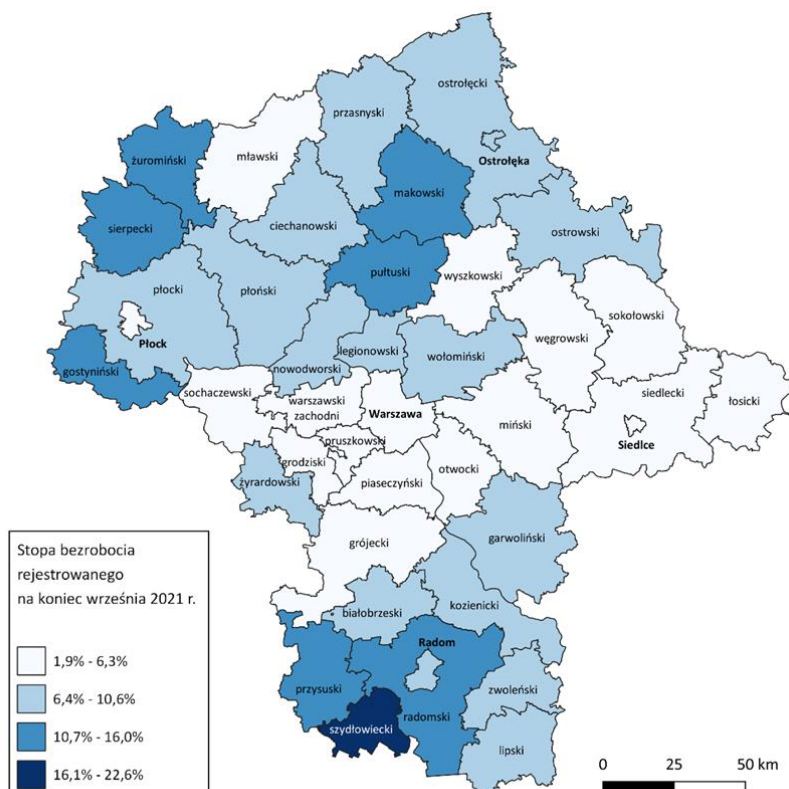 ostrołęcki
przasnyski
żuromiński
mławski
Ostrołęka
makowski
sierpecki
ciechanowski
ostrowski
pułtuski
wyszkowski
płocki
płoński
sokołowski
węgrowski
Płock
legionowski
wołomiński
gostyniński
nowodworski
sochaczewski
warszawski
zachodni
Warszawa
siedlecki
łosicki
miński
Siedlce
pruszkowski
grodziski
otwocki
żyrardowski
piaseczyński
grójecki
garwoliński
białobrzeski
kozienicki
Radom
przysuski
zwoleński
radomski
szydłowiecki
lipski
Stopa bezrobocia
rejestrowanego
na koniec września 2021 r.
1,9% - 6,3%
6,4% - 10,6%
10,7% - 16,0%
16,1% - 22,6%
0 25 50 km